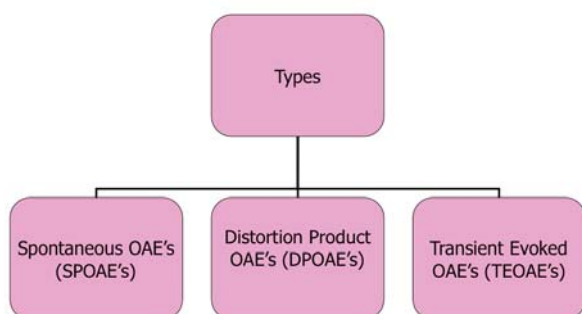 Types
Spontaneous OAE's
(SPOAE's)
Distortion Product
OAE's (DPOAE's)
Transient Evoked
OAE's (TEOAE's)